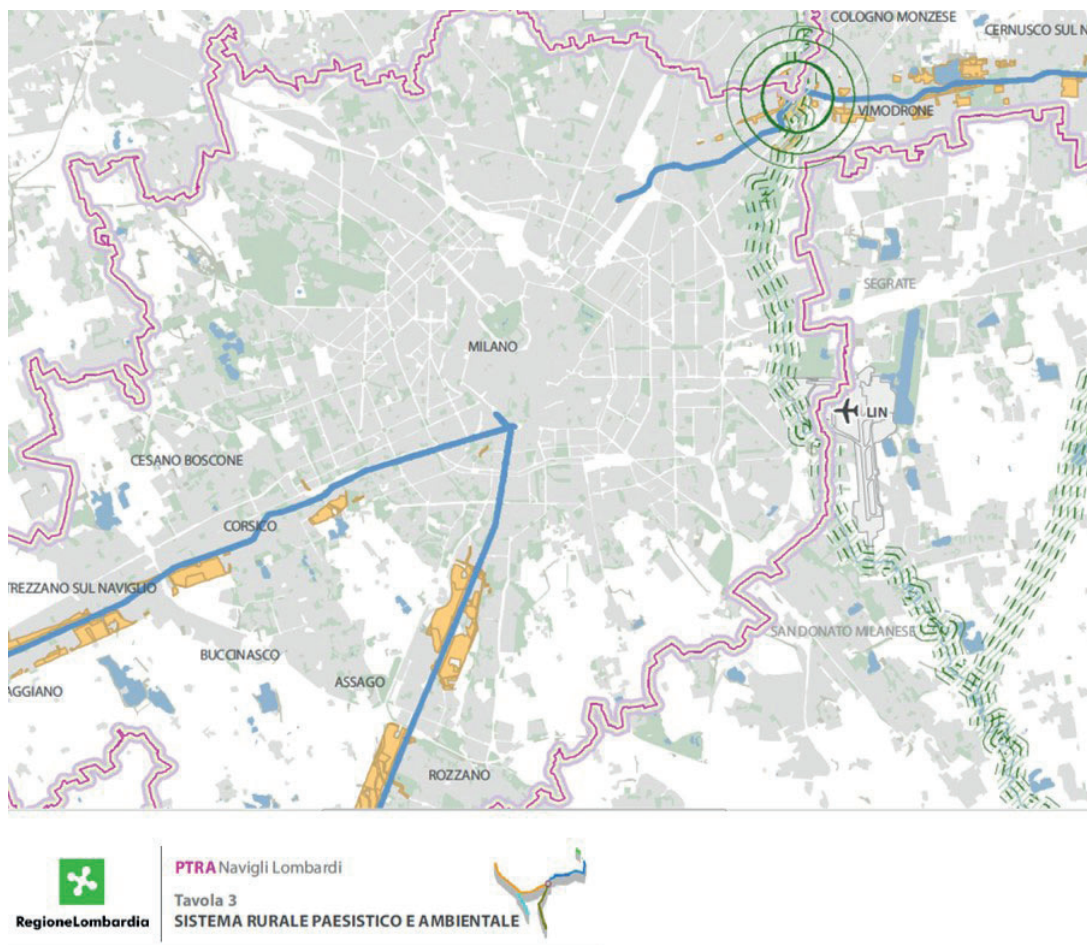 COLOGNO MONZESE
CERNUSCO SUL N
VIMODRONE
SEGRATE
MILANO
LIN
CESANO BOSCONE
CORSICO
TREZZANO SUL NAVIGLIO
SAN DONATO MILANESE
BUCCINASCO
ASSAGO
AGGIANO
ROZZANO
PTRA Navigli Lombardi
Tavola 3
RegioneLombardia
SISTEMA RURALE PAESISTICO E AMBIENTALE